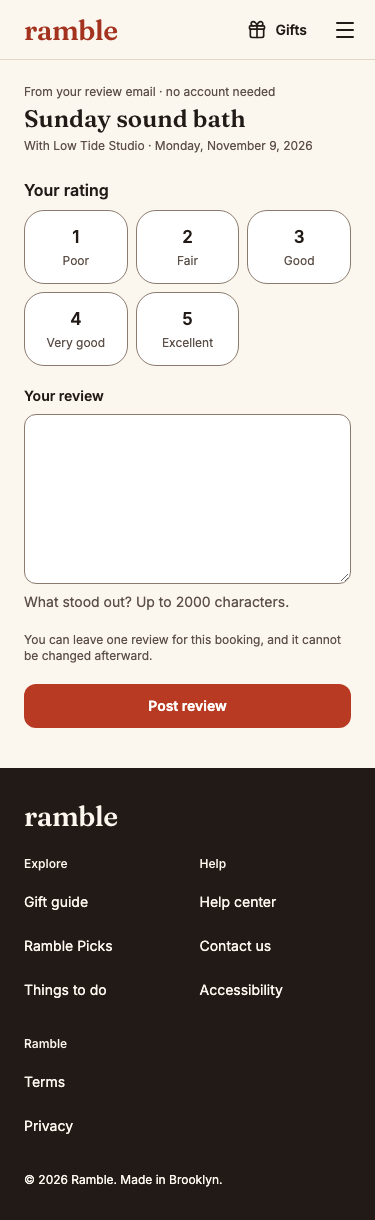 ramble
Gifts
From your review email · no account needed
Sunday sound bath
With Low Tide Studio · Monday, November 9, 2026
Your rating
1
Poor
2
Fair
3
Good
4
Very good
5
Excellent
Your review
What stood out? Up to 2000 characters.
You can leave one review for this booking, and it cannot
be changed afterward.
Post review
ramble
Explore
Gift guide
Ramble Picks
Things to do
Help
Help center
Contact us
Accessibility
Ramble
Terms
Privacy
© 2026 Ramble. Made in Brooklyn.